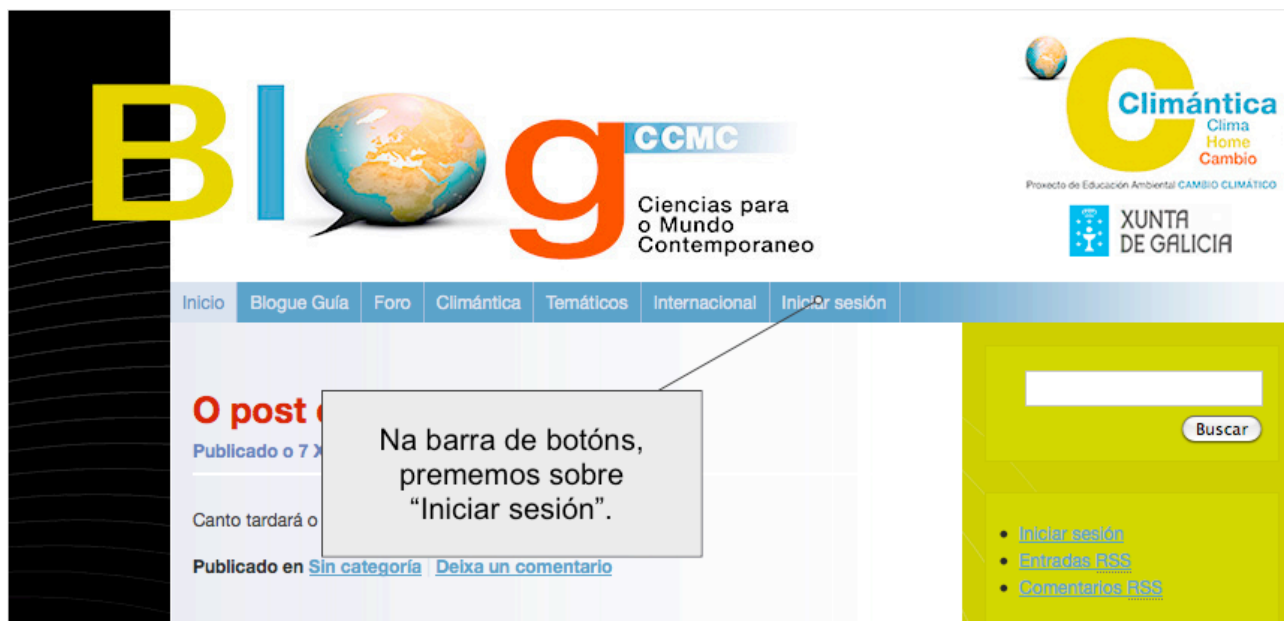 Blog
CCMC
Ciencias para
o Mundo
Contemporaneo
C
Climántica
Clima
Home
Cambio
Proxecto de Educación Ambiental CAMBIO CLIMÁTICO
XUNTA
DE GALICIA
Inicio Blogue Guía Foro Climántica Temáticos Internacional Iniciar sesión
O post
Publicado o 7 X
Canto tardará o
Publicado en Sin categoría Deixa un comentario
Na barra de botóns,
prememos sobre
“Iniciar sesión”.
Buscar
Iniciar sesión
Entradas RSS
Comentarios RSS